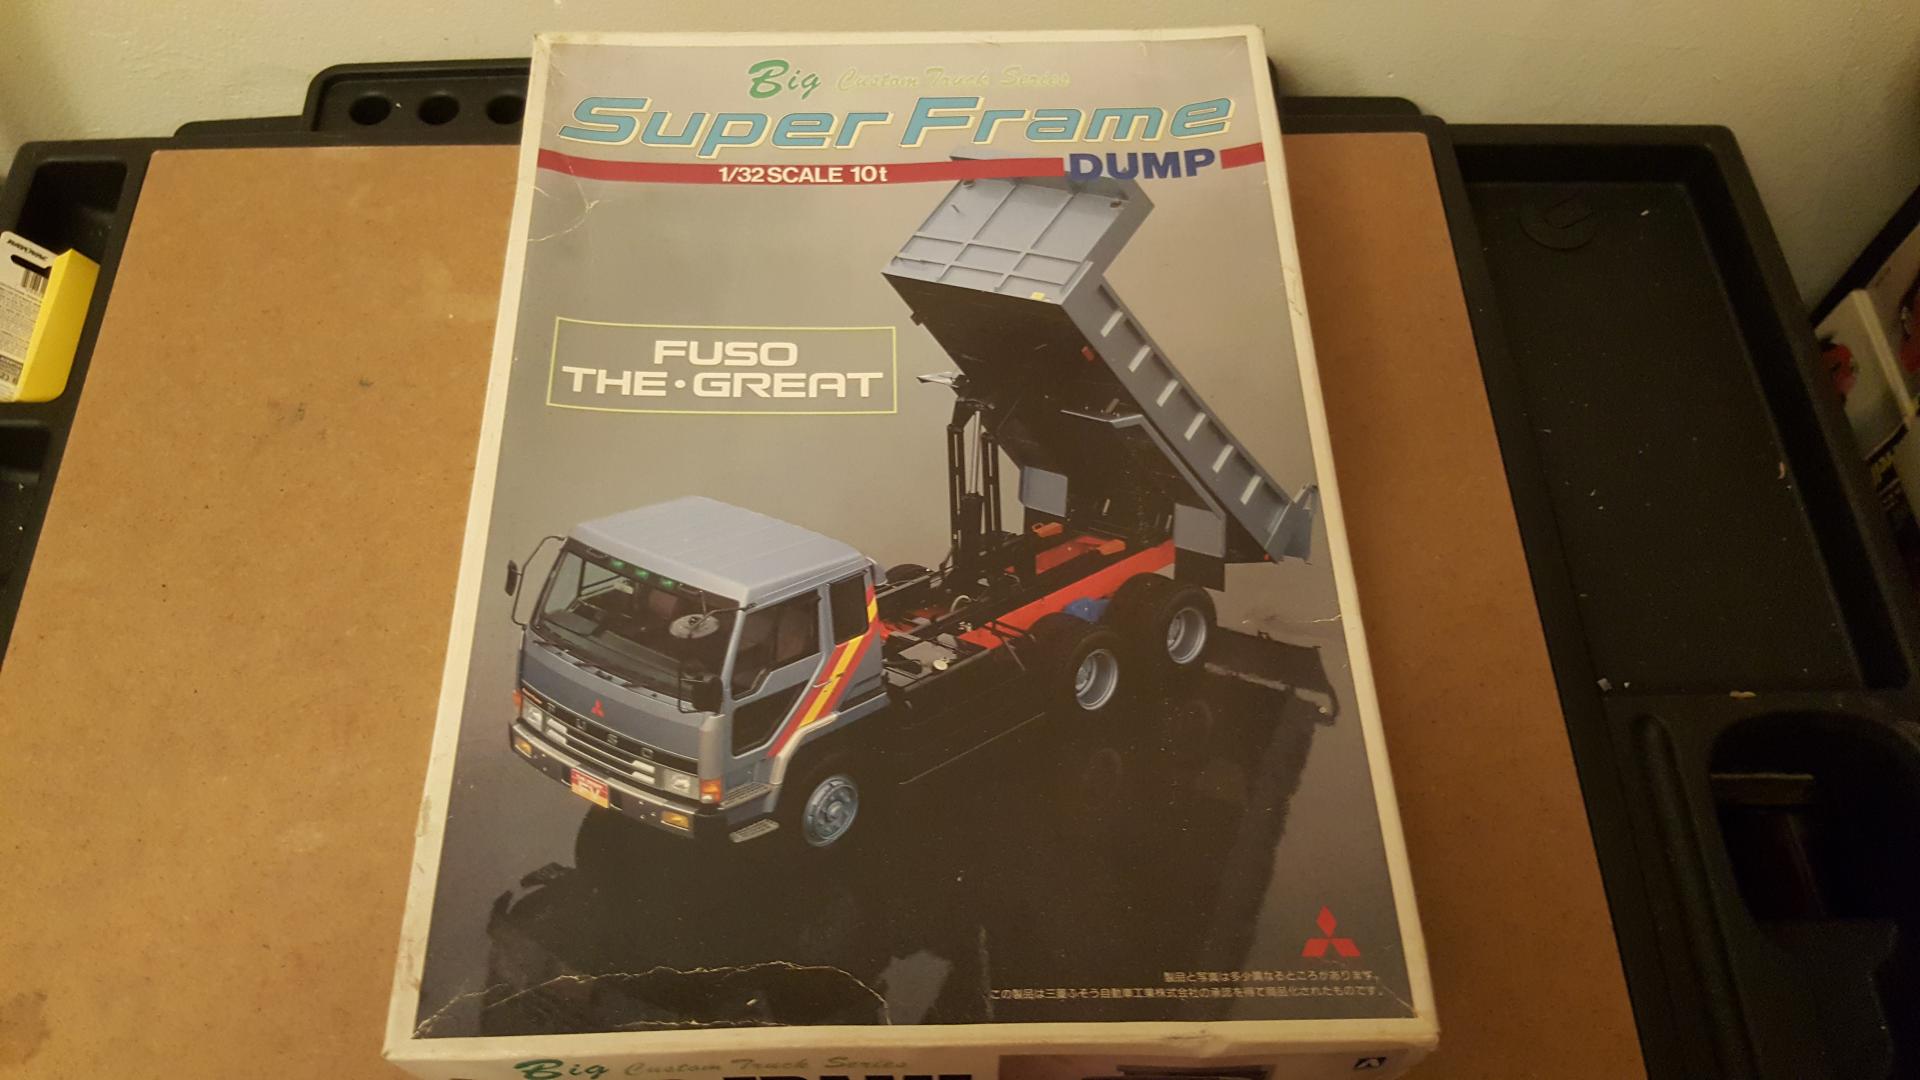 Big Custom Truck Series
Super Frame
1/32 SCALE 10t
DUMP
FUSO
THE・GREAT
FUSO
製品と写真は多少異なるところがあります。
この製品は三菱ふそう自動車工業株式会社の承認を得て商品化されたものです。
Big Custom Truck Series